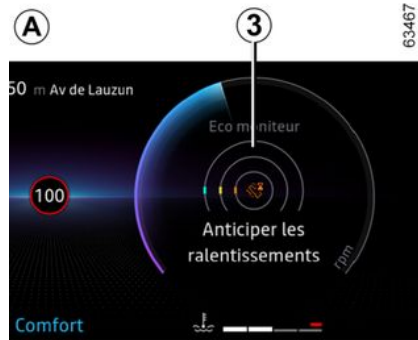 A
3
63467
50 m Av de Lauzun
Eco moniteur
100
Anticiper les
ralentissements
rpm
Comfort